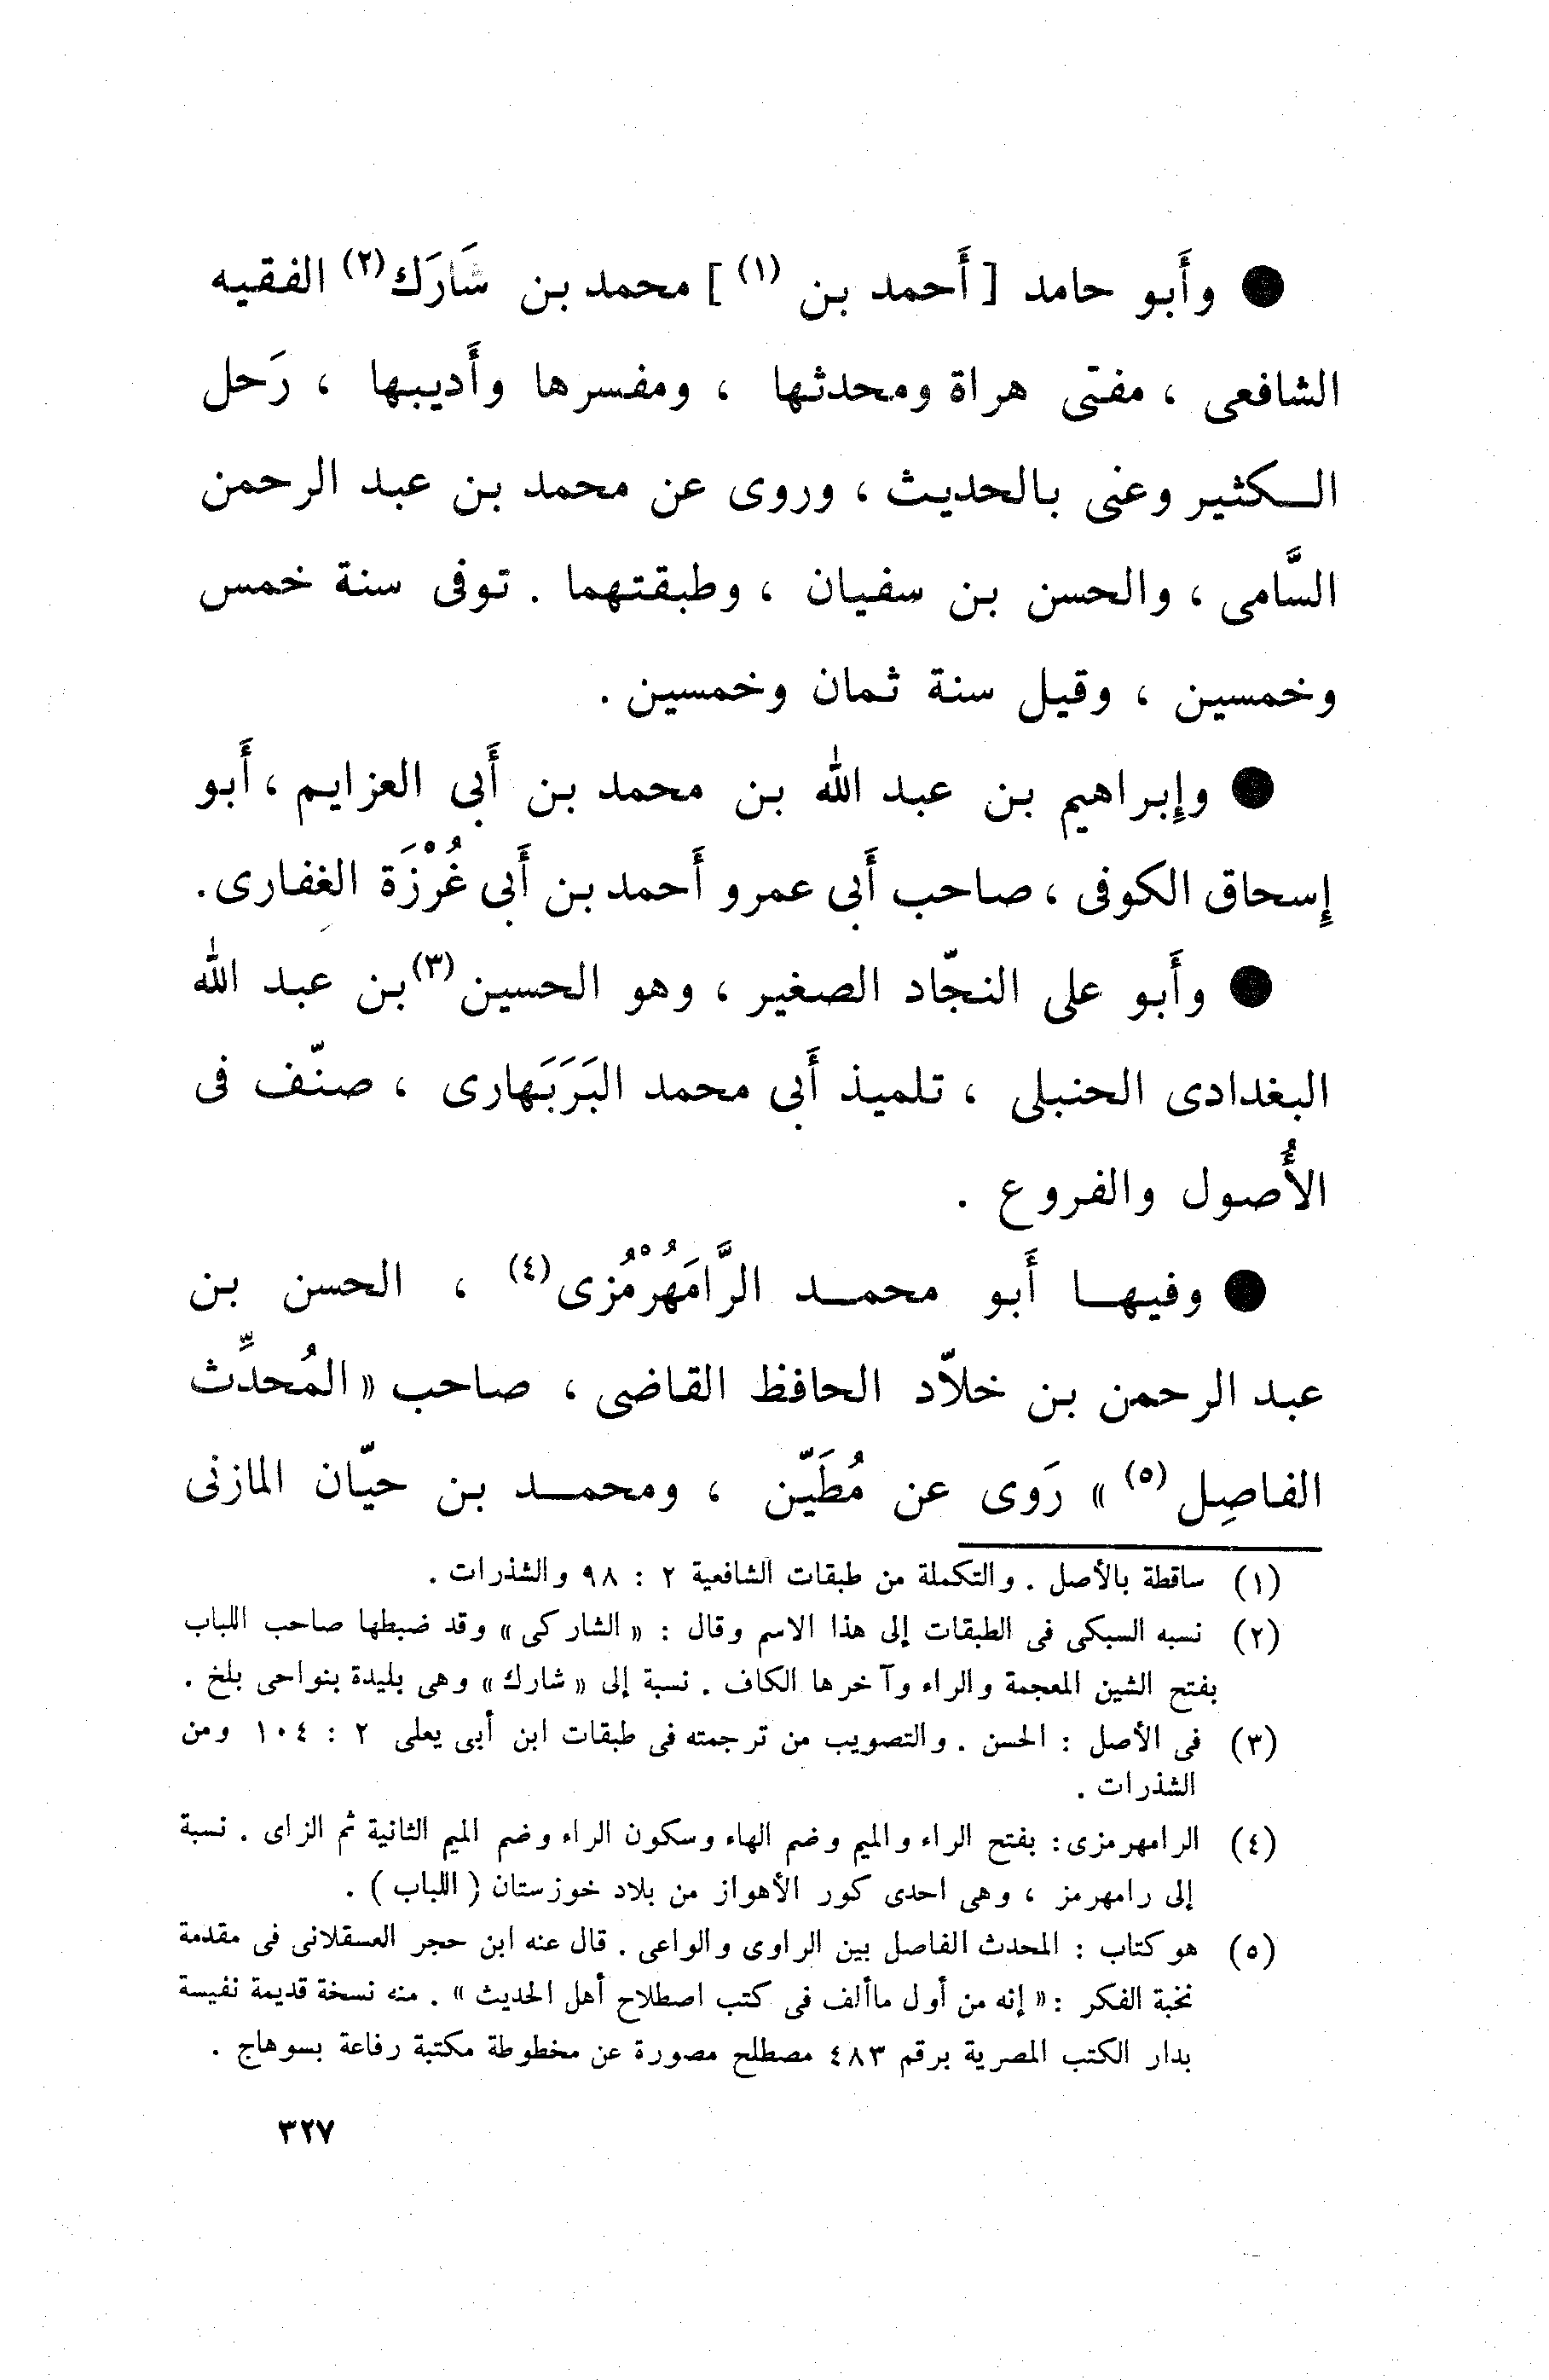 ● وأَبو حامد [ أَحمد بن (١) ] محمد بن شَارَك(٢) الفقيه
الشافعى ، مفتى هراة ومحدثها ، ومفسرها وأَديبها ، رَحل
الـكثير وعنى بالحديث ، وروى عن محمد بن عبد الرحمن
السَّامى ، والحسن بن سفيان ، وطبقتهما . توفى سنة خمس
وخمسين ، وقيل سنة ثمان وخمسين .
● وإِبراهيم بن عبد الله بن محمد بن أَبى العزايم ، أَبو
إِسحاق الكوفى ، صاحب أَبى عمرو أَحمد بن أَبى غُرْزَة الغفارى .
● وأَبو على النجّاد الصغير ، وهو الحسين(٣) بن عبد الله
البغدادى الحنبلى ، تلميذ أَبى محمد البَرَبَهارى ، صنّف فى
الأُصول والفروع .
● وفيهـا أَبو محمـد الرَّامَهُرْمُزى(٤) ، الحسن بن
عبد الرحمن بن خلاّد الحافظ القاضى ، صاحب « المُحدِّث
الفاصِل (٥) » رَوى عن مُطَيّن ، ومحمـد بن حيّان المازنى
(١) ساقطة بالأصل . والتكملة من طبقات الشافعية ٢ : ٩٨ والشذرات .
(٢) نسبه السبكى فى الطبقات إلى هذا الاسم وقال : « الشاركى » وقد ضبطها صاحب اللباب
بفتح الشين المعجمة والراء وآخرها الكاف . نسبة إلى « شارك » وهى بليدة بنواحى بلخ .
(٣) فى الأصل : الحسن . والتصويب من ترجمته فى طبقات ابن أبى يعلى ٢ : ١٠٤ ومن
الشذرات .
(٤) الرامهرمزى : بفتح الراء والميم وضم الهاء وسكون الراء وضم الميم الثانية ثم الزاى . نسبة
إلى رامهرمز ، وهى احدى كور الأهواز من بلاد خوزستان ( اللباب ) .
(٥) هو كتاب : المحدث الفاصل بين الراوى والواعى . قال عنه ابن حجر العسقلانى فى مقدمة
نخبة الفكر : « إنه من أول ماألف فى كتب اصطلاح أهل الحديث » . منه نسخة قديمة نفيسة
بدار الكتب المصرية برقم ٤٨٣ مصطلح مصورة عن مخطوطة مكتبة رفاعة بسوهاج .
٣٢٧